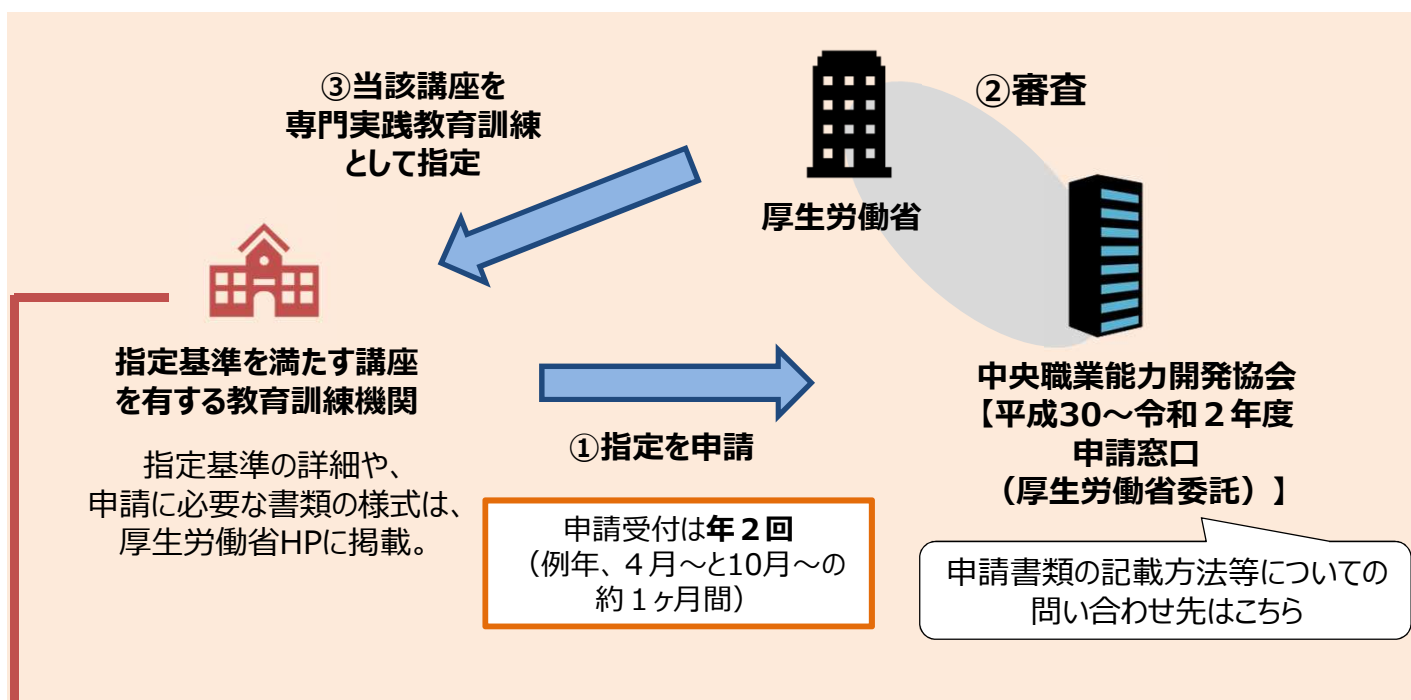 ③当該講座を
専門実践教育訓練
として指定
②審査
厚生労働省
指定基準を満たす講座
を有する教育訓練機関
指定基準の詳細や、
申請に必要な書類の様式は、
厚生労働省HPに掲載。
①指定を申請
申請受付は年２回
（例年、４月～と10月～の
約１ヶ月間）
中央職業能力開発協会
【平成30～令和２年度
申請窓口
（厚生労働省委託）】
申請書類の記載方法等についての
問い合わせ先はこちら